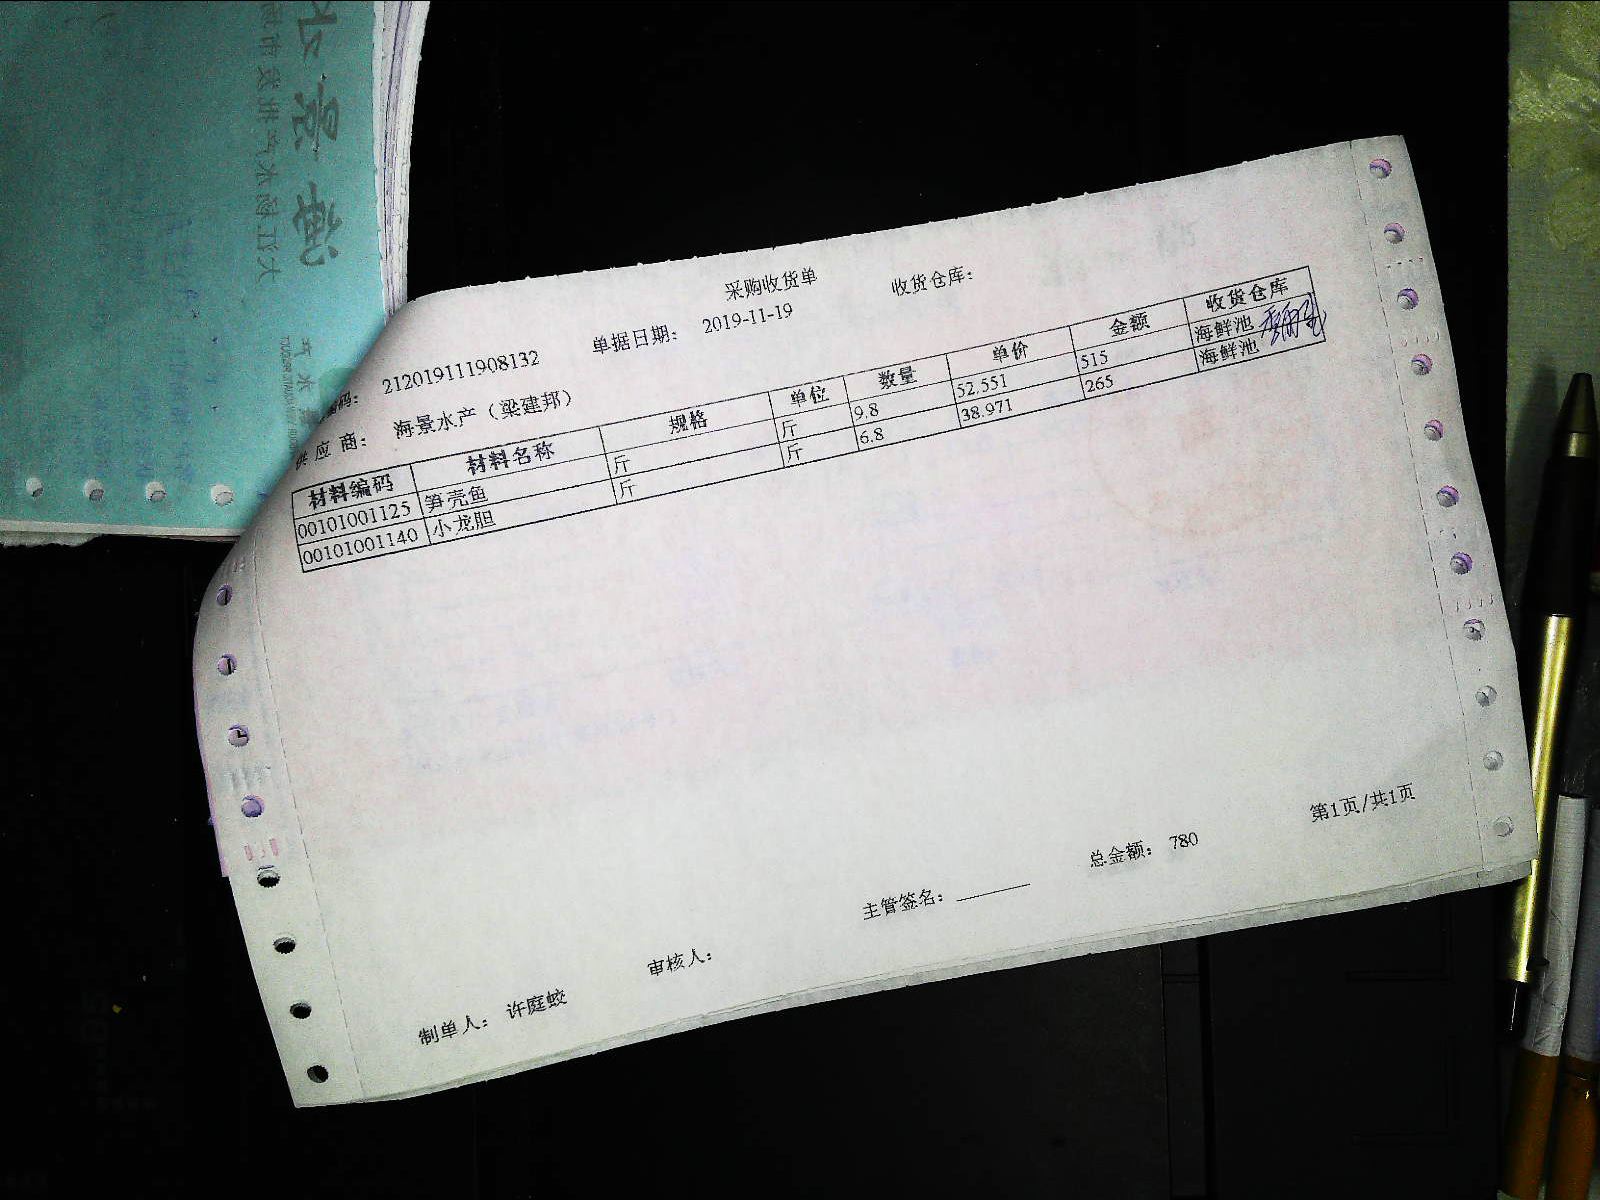 采购收货单
收货仓库：
码： 212019111908132 单据日期： 2019-11-19
供应商： 海景水产（梁建邦）
材料编码 材料名称 规格 单位 数量 单价 金额 收货仓库
00101001125 笋壳鱼 斤 斤 9.8 52.551 515 海鲜池
00101001140 小龙胆 斤 斤 6.8 38.971 265 海鲜池
总金额： 780
第1页/共1页
制单人： 许庭蛟 审核人： 主管签名：